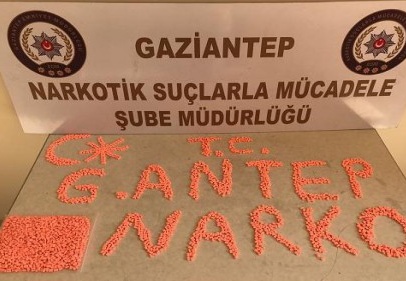 GAZİANTEP
NARKOTİK SUÇLARLA MÜCADELE
ŞUBE MÜDÜRLÜĞÜ
T.C.
G.ANTEP
NARKO